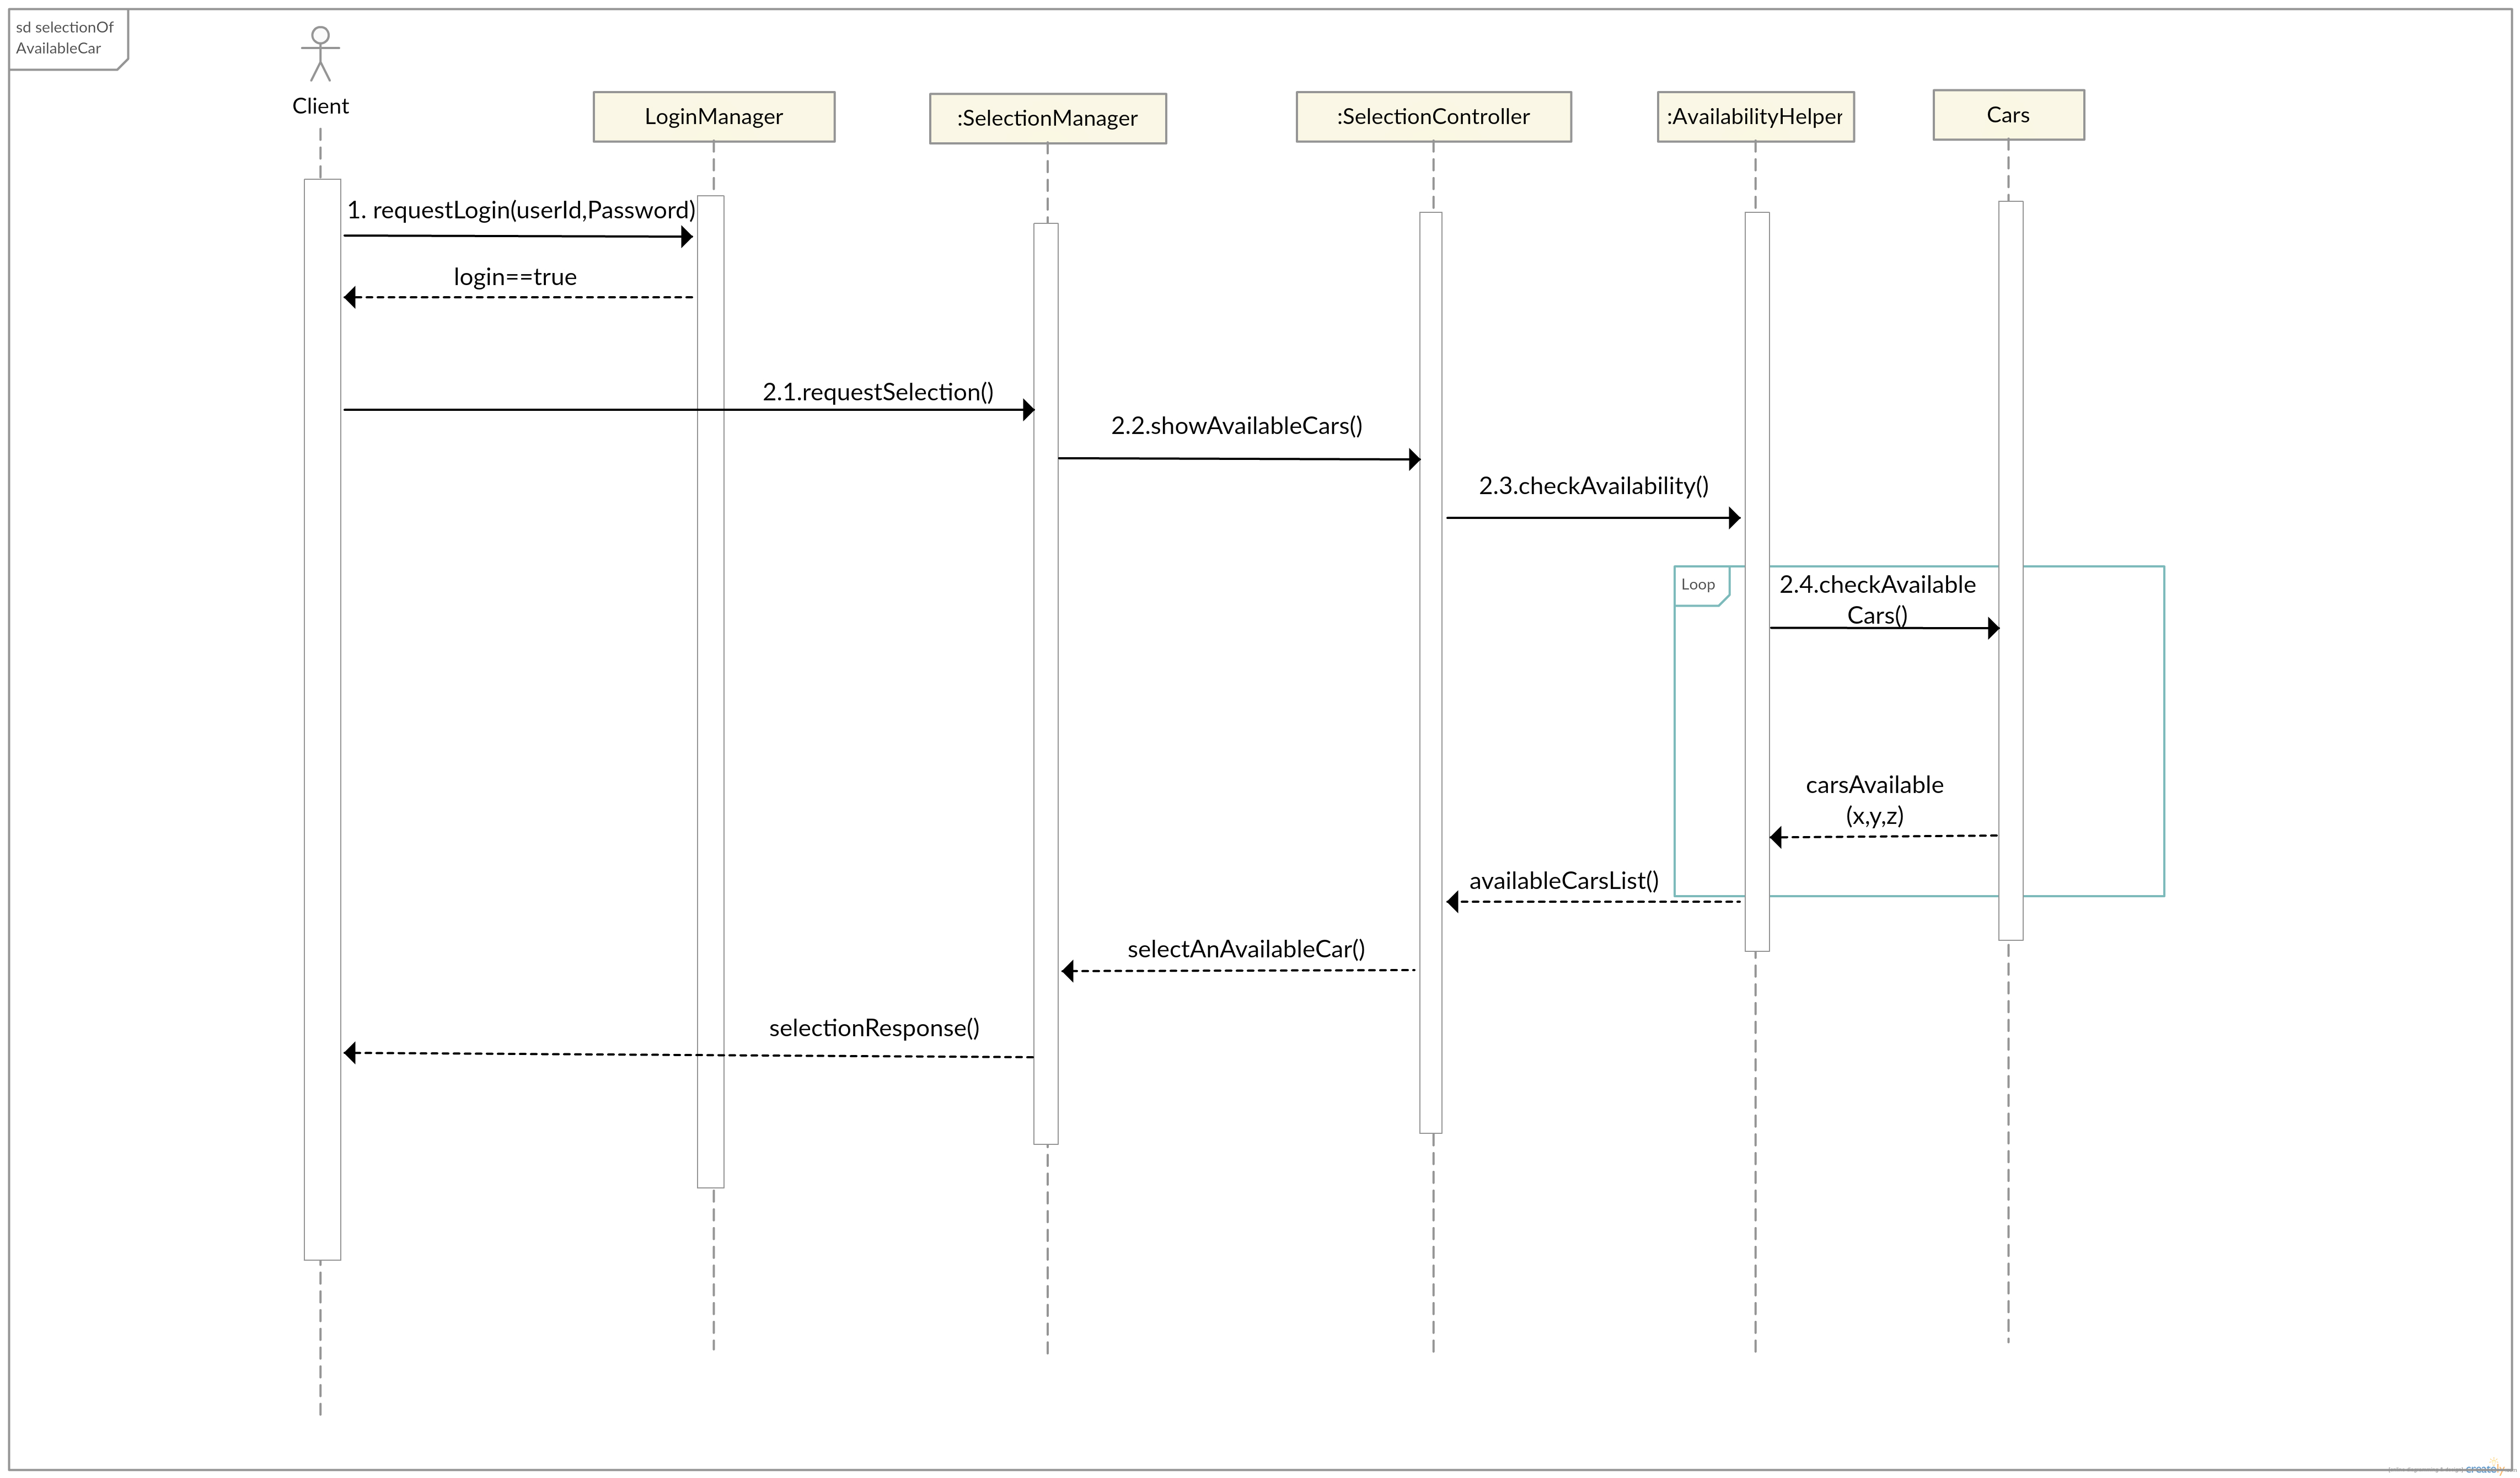 sd selectionOf
AvailableCar
Client
LoginManager
:SelectionManager
:SelectionController
:AvailabilityHelper
Cars
1. requestLogin(userId,Password)
login==true
2.1.requestSelection()
2.2.showAvailableCars()
2.3.checkAvailability()
Loop
2.4.checkAvailable
Cars()
carsAvailable
(x,y,z)
availableCarsList()
selectAnAvailableCar()
selectionResponse()
creately